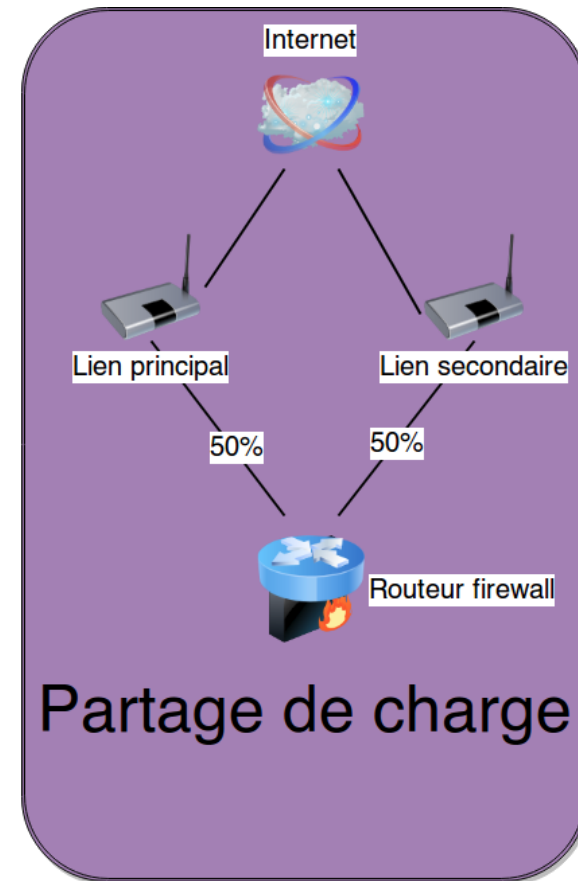 Internet
Lien principal
Lien secondaire
50%
50%
Routeur firewall
Partage de charge